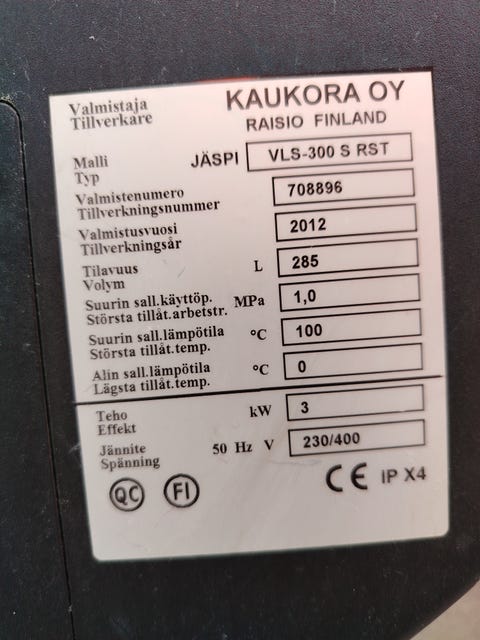 Valmistaja KAUKORA OY
Tillverkare RAISIO FINLAND
Malli JÄSPI VLS-300 S RST
Typ
Valmistenumero 708896
Tillverkningsnummer
Valmistusvuosi 2012
Tillverkningsår
Tilavuus L 285
Volym
Suurin sall.käyttöp. MPa 1,0
Största tillåt.arbetstr.
Suurin sall.lämpötila °C 100
Största tillåt.temp.
Alin sall.lämpötila °C 0
Lägsta tillåt.temp.
Teho kW 3
Effekt
Jännite 50 Hz V 230/400
Spänning
QC FI CE IP X4